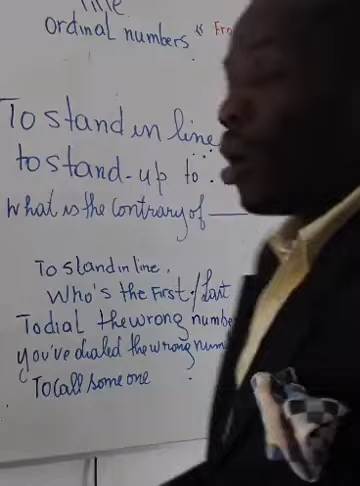 Title
ordinal numbers "Fro
To stand in line
to stand-up to...
What is the contrary of
To stand in line.
Who's the First/Last
To dial the wrong numbe
you've dialed the wrong num
To call some one